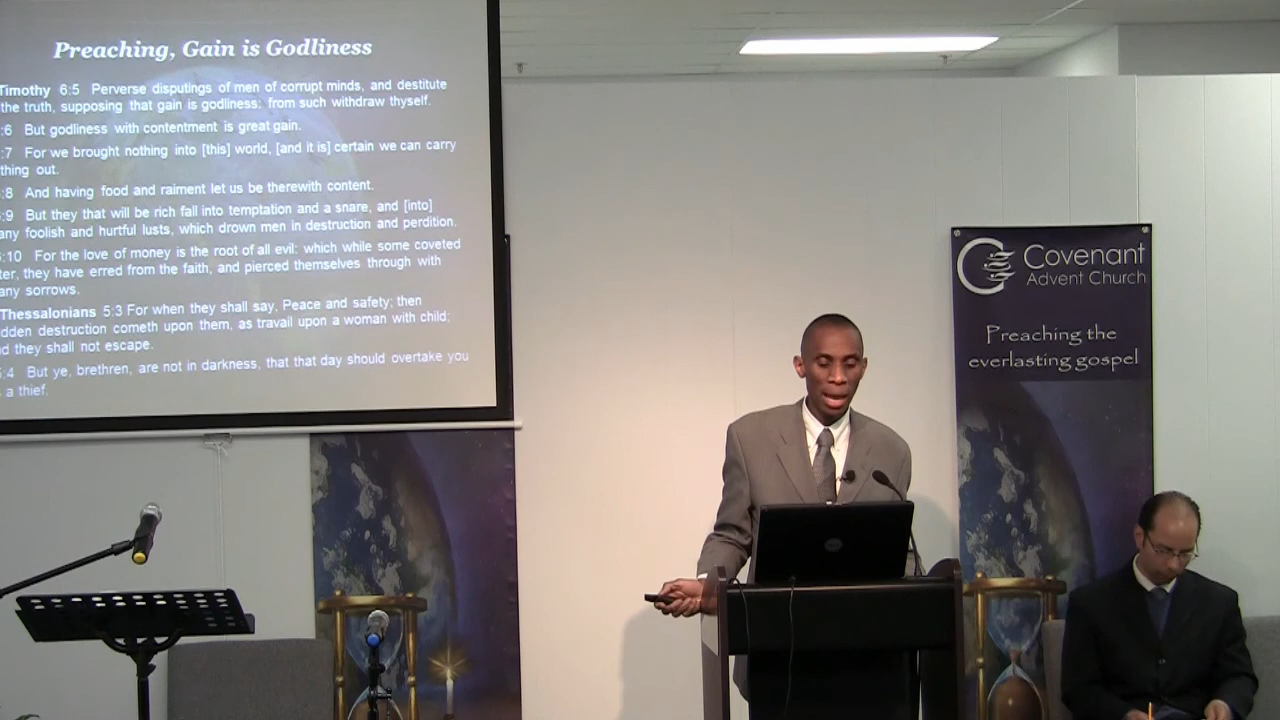 Preaching, Gain is Godliness
Timothy 6:5 Perverse disputings of men of corrupt minds, and destitute
the truth, supposing that gain is godliness: from such withdraw thyself.
:6 But godliness with contentment is great gain.
:7 For we brought nothing into [this] world, [and it is] certain we can carry
thing out.
:8 And having food and raiment let us be therewith content.
:9 But they that will be rich fall into temptation and a snare, and [into]
any foolish and hurtful lusts, which drown men in destruction and perdition.
:10 For the love of money is the root of all evil: which while some coveted
ter, they have erred from the faith, and pierced themselves through with
any sorrows.
Thessalonians 5:3 For when they shall say, Peace and safety; then
dden destruction cometh upon them, as travail upon a woman with child;
d they shall not escape.
:4 But ye, brethren, are not in darkness, that that day should overtake you
a thief.
Covenant
Advent Church
Preaching the
everlasting gospel
DELL